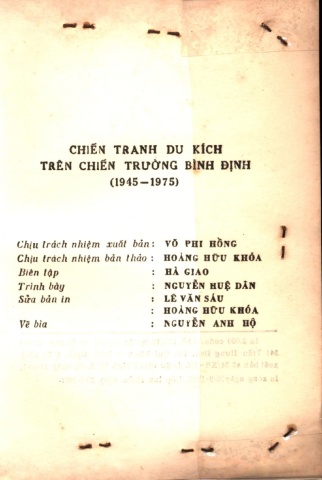 CHIẾN TRANH DU KÍCH
TRÊN CHIẾN TRƯỜNG BÌNH ĐỊNH
(1945-1975)
Chịu trách nhiệm xuất bản: VÕ PHI HỒNG
Chịu trách nhiệm bản thảo: HOÀNG HỮU KHÓA
Biên tập : HÀ GIAO
Trình bày : NGUYỄN HUỆ DÂN
Sửa bản in : LÊ VĂN SÁU
: HOÀNG HỮU KHÓA
Vẽ bìa : NGUYỄN ANH HỘ